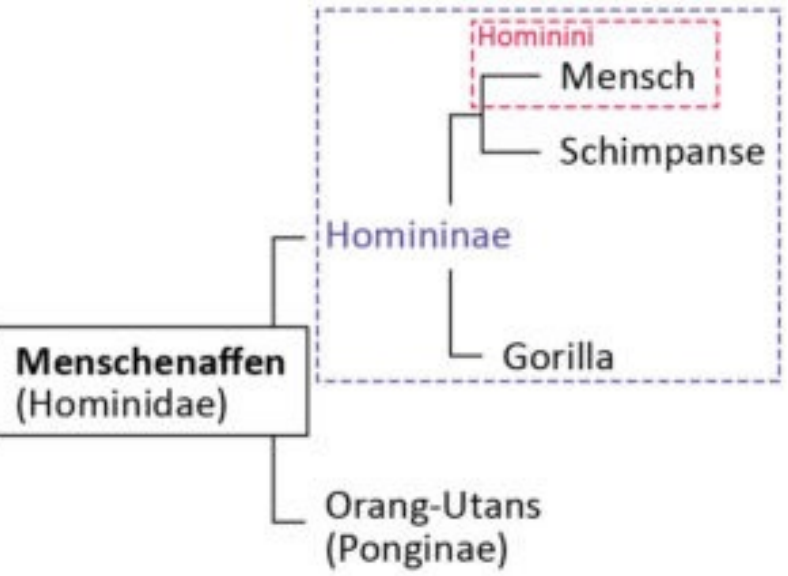 Hominini
Mensch
Schimpanse
Homininae
Gorilla
Menschenaffen
(Hominidae)
Orang-Utans
(Ponginae)